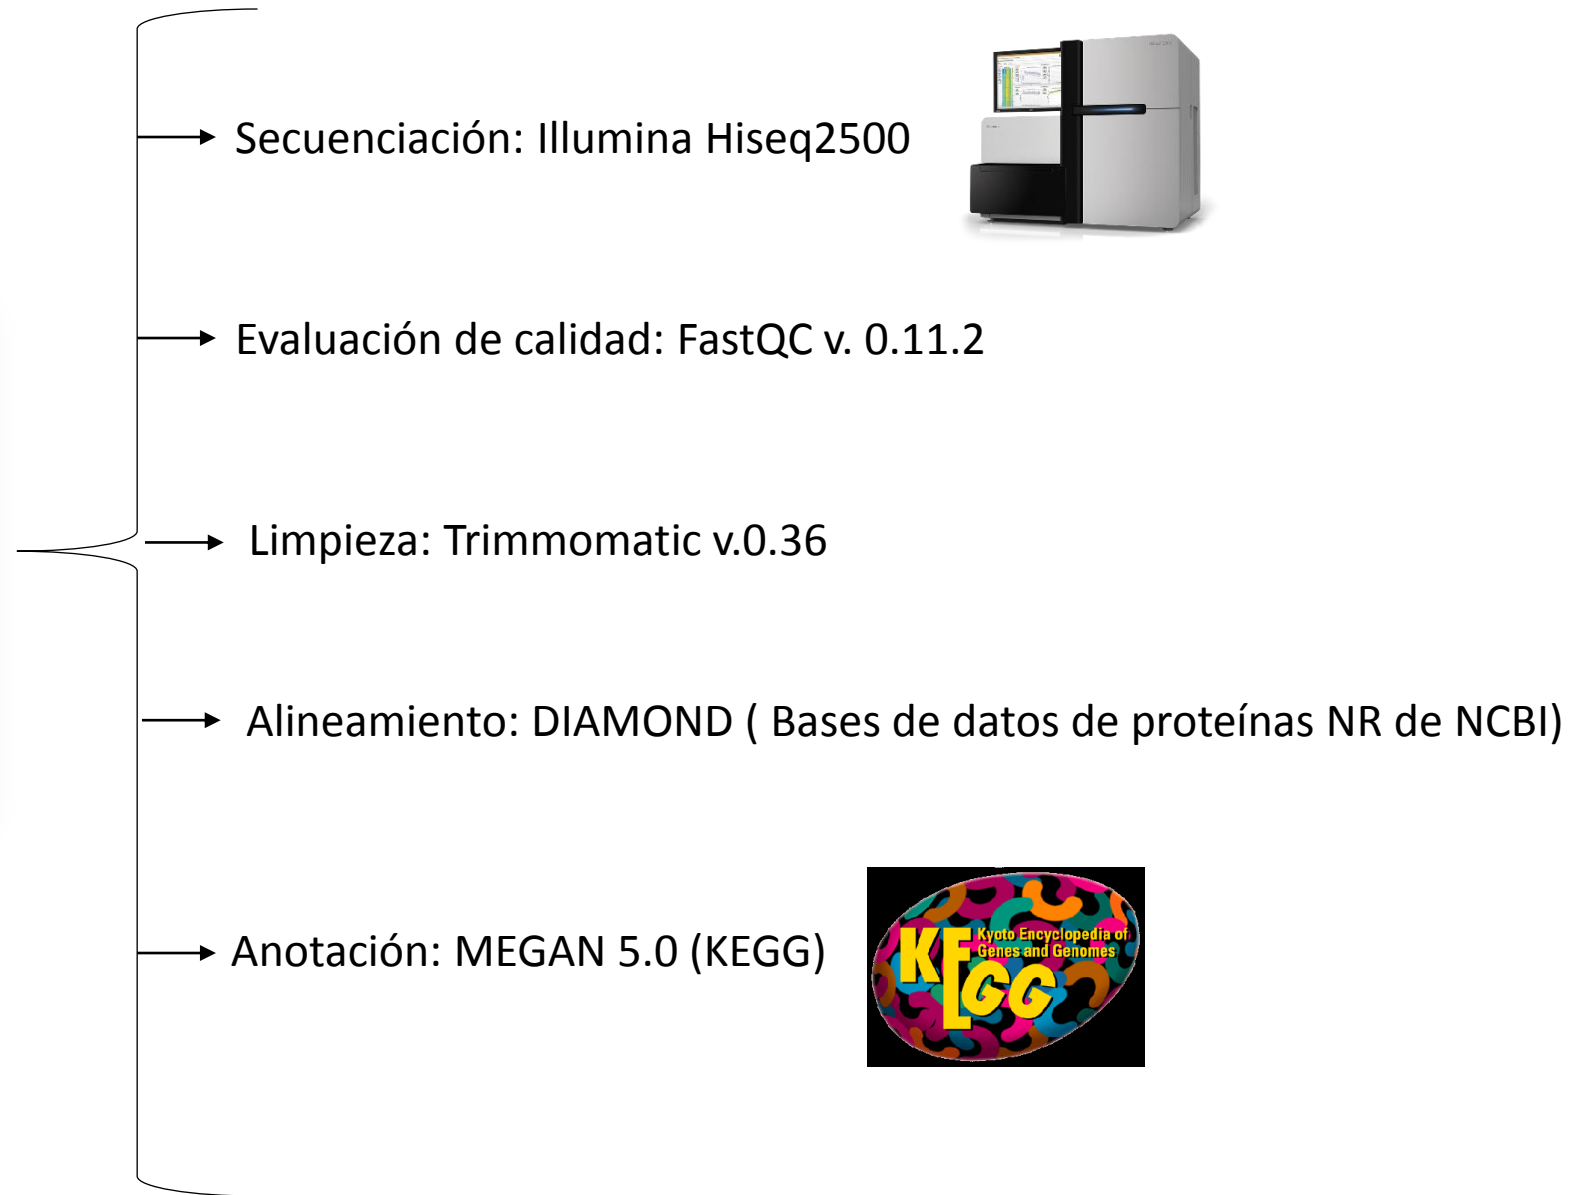 Secuenciación: Illumina Hiseq2500
Evaluación de calidad: FastQC v. 0.11.2
Limpieza: Trimmomatic v.0.36
Alineamiento: DIAMOND ( Bases de datos de proteínas NR de NCBI)
Anotación: MEGAN 5.0 (KEGG)
KEGG
Kyoto Encyclopedia of
Genes and Genomes